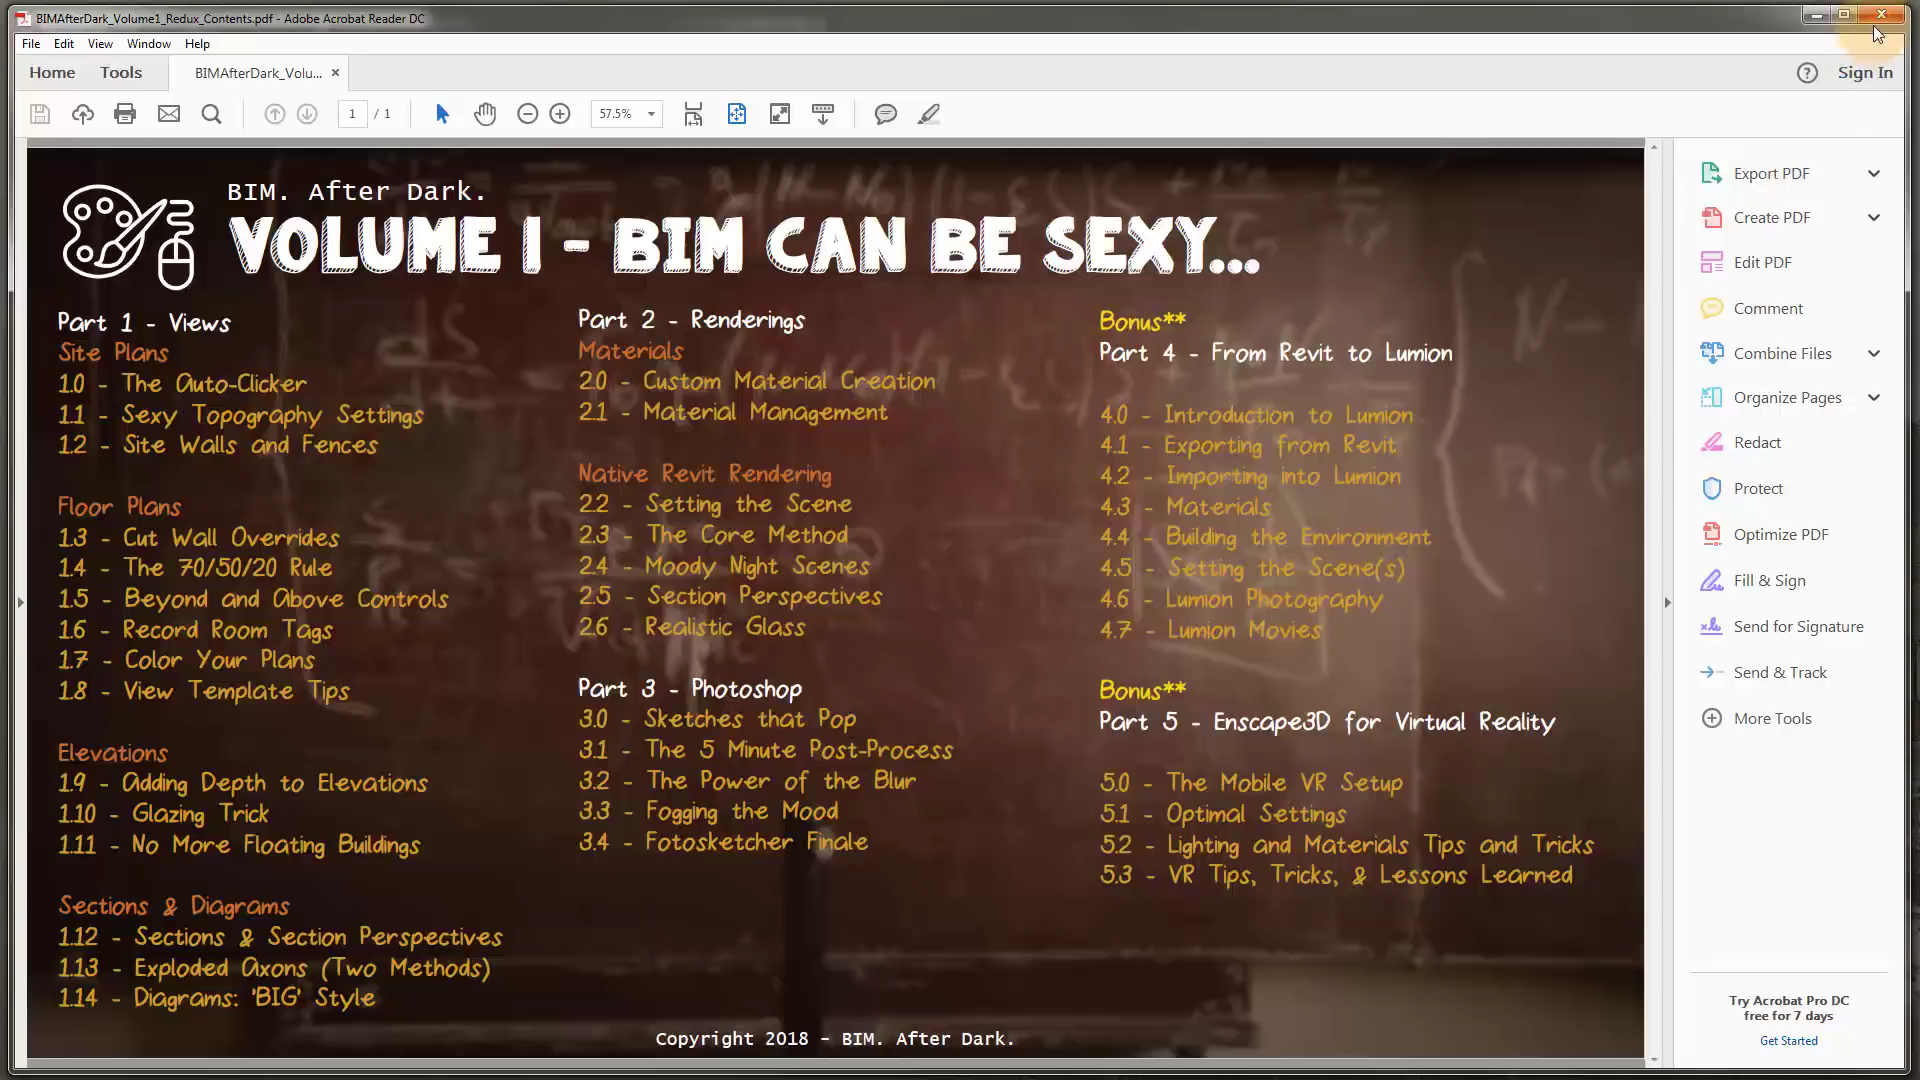 BIMAfterDark_Volume1_Redux_Contents.pdf - Adobe Acrobat Reader DC
File Edit View Window Help
Home Tools BIMAfterDark_Volu... Sign In
1 / 1 57.5%
BIM. After Dark.
VOLUME 1 - BIM CAN BE SEXY...
Part 1 - Views
Site Plans
1.0 - The Auto-Clicker
1.1 - Sexy Topography Settings
1.2 - Site Walls and Fences
Floor Plans
1.3 - Cut Wall Overrides
1.4 - The 70/50/20 Rule
1.5 - Beyond and Above Controls
1.6 - Record Room Tags
1.7 - Color Your Plans
1.8 - View Template Tips
Elevations
1.9 - Adding Depth to Elevations
1.10 - Glazing Trick
1.11 - No More Floating Buildings
Sections & Diagrams
1.12 - Sections & Section Perspectives
1.13 - Exploded Axons (Two Methods)
1.14 - Diagrams: 'BIG' Style
Part 2 - Renderings
Materials
2.0 - Custom Material Creation
2.1 - Material Management
Native Revit Rendering
2.2 - Setting the Scene
2.3 - The Core Method
2.4 - Moody Night Scenes
2.5 - Section Perspectives
2.6 - Realistic Glass
Part 3 - Photoshop
3.0 - Sketches that Pop
3.1 - The 5 Minute Post-Process
3.2 - The Power of the Blur
3.3 - Fogging the Mood
3.4 - Fotosketcher Finale
Bonus**
Part 4 - From Revit to Lumion
4.0 - Introduction to Lumion
4.1 - Exporting from Revit
4.2 - Importing into Lumion
4.3 - Materials
4.4 - Building the Environment
4.5 - Setting the Scene(s)
4.6 - Lumion Photography
4.7 - Lumion Movies
Bonus**
Part 5 - Enscape3D for Virtual Reality
5.0 - The Mobile VR Setup
5.1 - Optimal Settings
5.2 - Lighting and Materials Tips and Tricks
5.3 - VR Tips, Tricks, & Lessons Learned
Copyright 2018 - BIM. After Dark.
Export PDF
Create PDF
Edit PDF
Comment
Combine Files
Organize Pages
Redact
Protect
Optimize PDF
Fill & Sign
Send for Signature
Send & Track
More Tools
Try Acrobat Pro DC
free for 7 days
Get Started